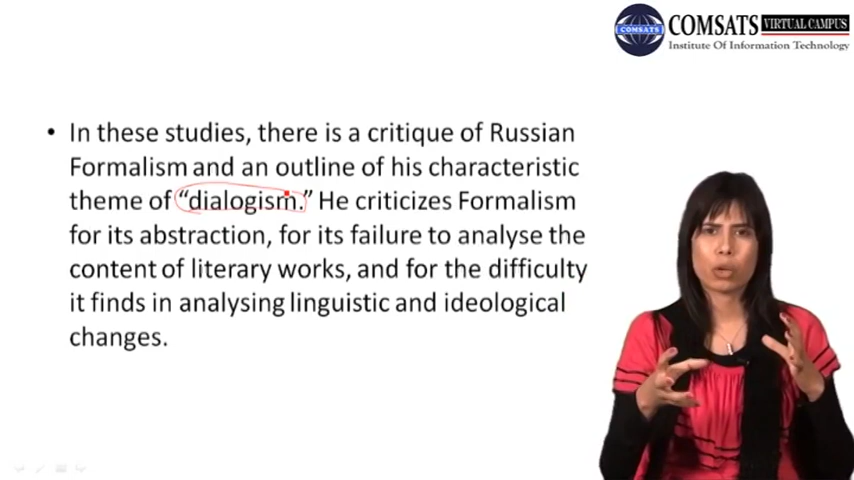 COMSATS VIRTUAL CAMPUS
COMSATS
Institute Of Information Technology
• In these studies, there is a critique of Russian
Formalism and an outline of his characteristic
theme of “dialogism.” He criticizes Formalism
for its abstraction, for its failure to analyse the
content of literary works, and for the difficulty
it finds in analysing linguistic and ideological
changes.